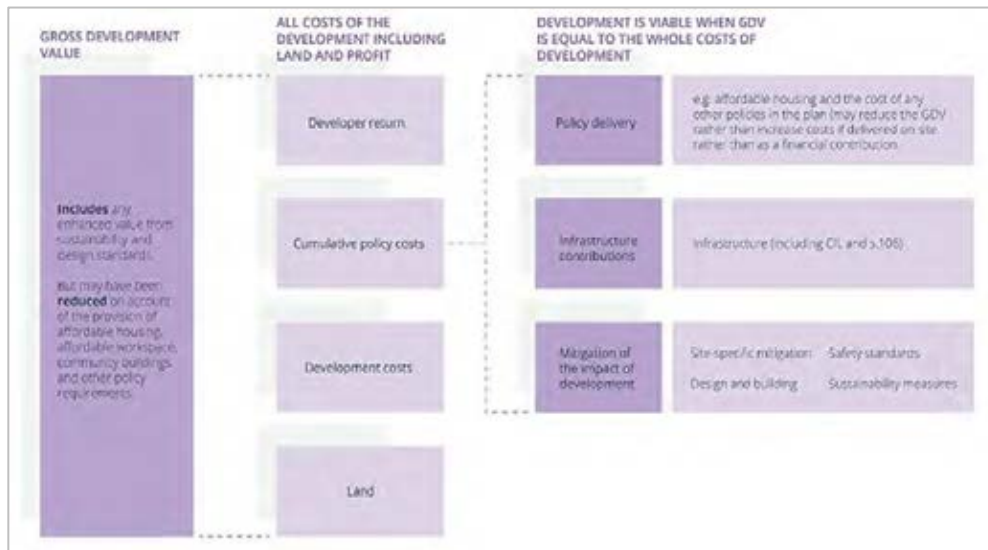 GROSS DEVELOPMENT
VALUE
Includes any
enhanced value from
sustainability and
design standards.
But may have been
reduced on account
of the provision of
affordable housing,
affordable workspace,
community buildings
and other policy
requirements.
ALL COSTS OF THE
DEVELOPMENT INCLUDING
LAND AND PROFIT
Developer return
Cumulative policy costs
Development costs
Land
DEVELOPMENT IS VIABLE WHEN GDV
IS EQUAL TO THE WHOLE COSTS OF
DEVELOPMENT
Policy delivery
e.g. affordable housing and the cost of any
other policies in the plan (may reduce the GDV
rather than increase costs if delivered on site
rather than as a financial contribution
Infrastructure
contributions
Infrastructure (including CIL and s.106)
Mitigation of
the impact of
development
Site-specific mitigation Safety standards
Design and building Sustainability measures